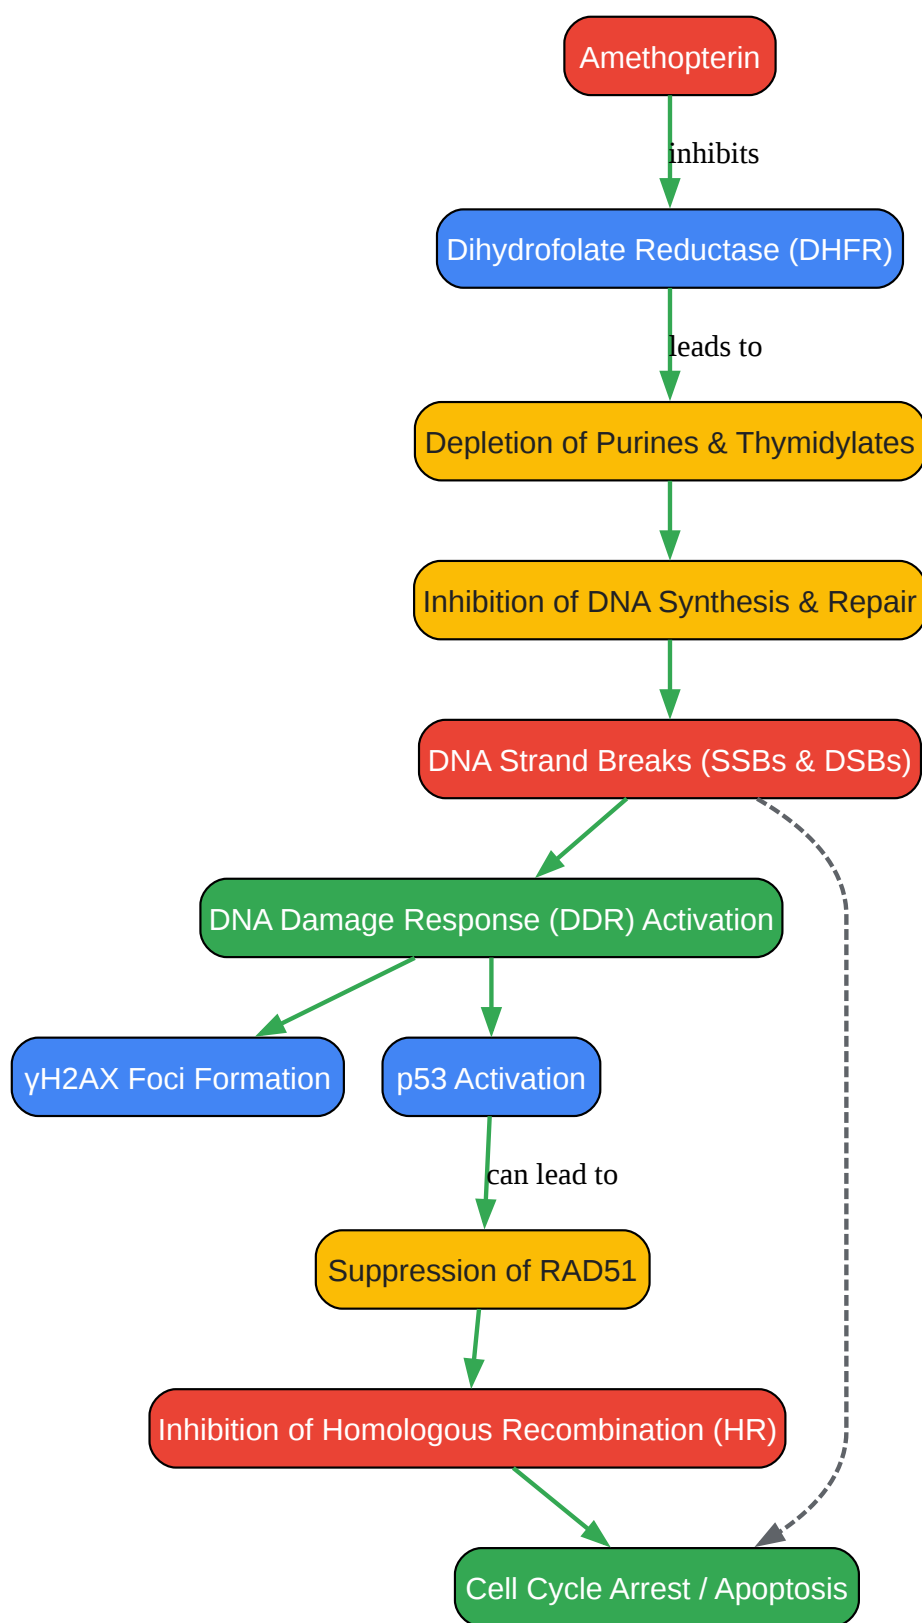 Amethopterin
inhibits
Dihydrofolate Reductase (DHFR)
leads to
Depletion of Purines & Thymidylates
Inhibition of DNA Synthesis & Repair
DNA Strand Breaks (SSBs & DSBs)
DNA Damage Response (DDR) Activation
γH2AX Foci Formation
p53 Activation
can lead to
Suppression of RAD51
Inhibition of Homologous Recombination (HR)
Cell Cycle Arrest / Apoptosis